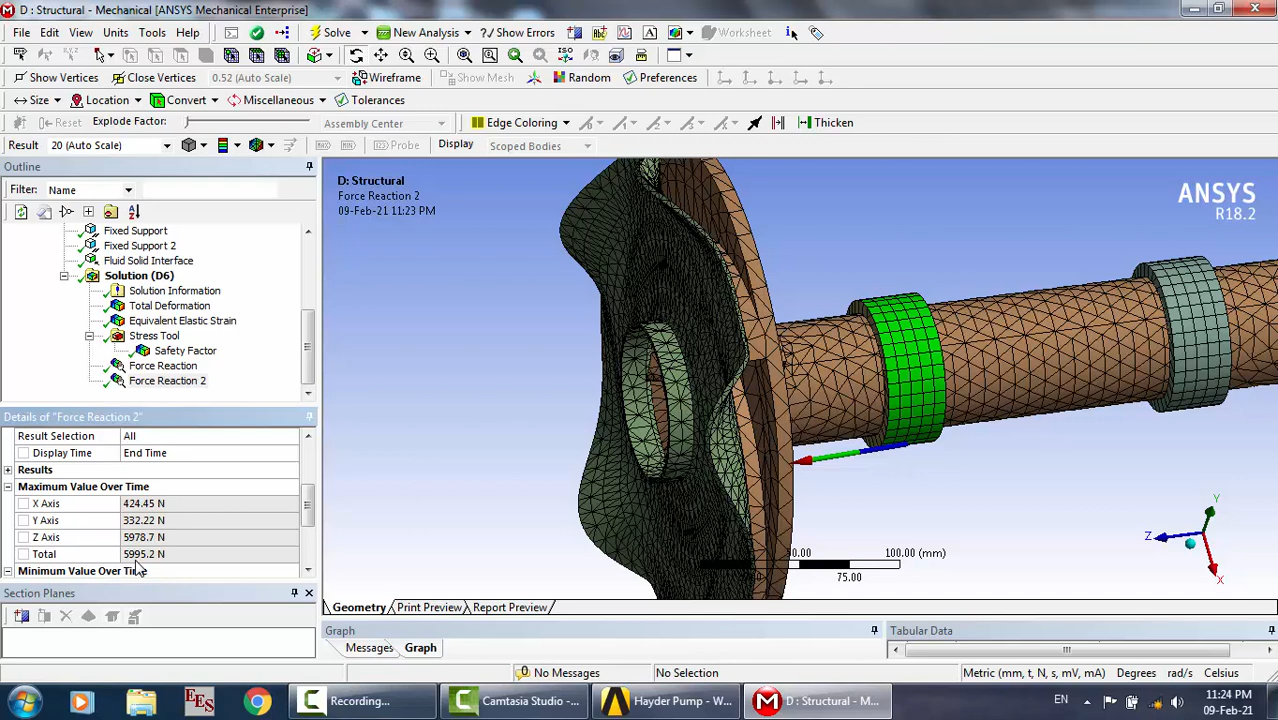 D : Structural - Mechanical [ANSYS Mechanical Enterprise]
File Edit View Units Tools Help Solve New Analysis ? Show Errors Worksheet
Show Vertices Close Vertices 0.52 (Auto Scale) Wireframe Show Mesh Random Preferences
Size Location Convert Miscellaneous Tolerances
Reset Explode Factor: Assembly Center Edge Coloring Thicken
Result 20 (Auto Scale) Probe Display Scoped Bodies
Outline
Filter: Name
Fixed Support
Fixed Support 2
Fluid Solid Interface
Solution (D6)
Solution Information
Total Deformation
Equivalent Elastic Strain
Stress Tool
Safety Factor
Force Reaction
Force Reaction 2
Details of "Force Reaction 2"
Result Selection All
Display Time End Time
Results
Maximum Value Over Time
X Axis 424.45 N
Y Axis 332.22 N
Z Axis 5978.7 N
Total 5995.2 N
Minimum Value Over Time
Section Planes
D: Structural
Force Reaction 2
09-Feb-21 11:23 PM
ANSYS
R18.2
Y
Z
X
100.00 (mm)
75.00
Geometry Print Preview Report Preview
Graph
Messages Graph
Tabular Data
No Messages No Selection Metric (mm, t, N, s, mV, mA) Degrees rad/s Celsius
EES
Recording... Camtasia Studio - ... Hayder Pump - W... D : Structural - M...
EN
11:24 PM
09-Feb-21